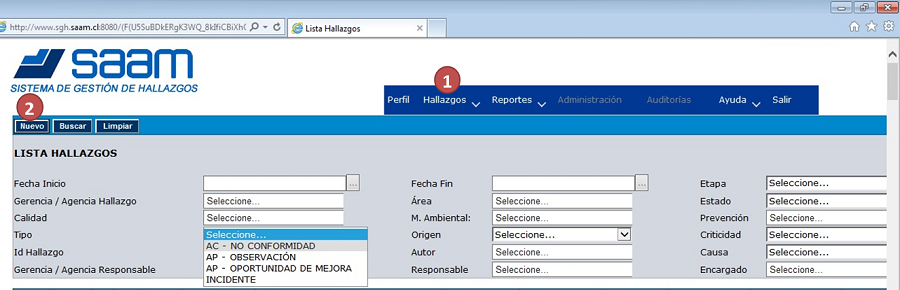 http://www.sgh.saam.cl:8080/(F(U5SuBDkERgK3WQ_8kIfiCBiXhC
Lista Hallazgos
saam
SISTEMA DE GESTIÓN DE HALLAZGOS
1
Perfil Hallazgos Reportes Administración Auditorías Ayuda Salir
2
Nuevo Buscar Limpiar
LISTA HALLAZGOS
Fecha Inicio ... Fecha Fin ... Etapa Seleccione...
Gerencia / Agencia Hallazgo Seleccione... Área Seleccione... Estado Seleccione...
Calidad Seleccione... M. Ambiental: Seleccione... Prevención Seleccione...
Tipo Seleccione... Origen Seleccione... Criticidad Seleccione...
AC - NO CONFORMIDAD
Id Hallazgo AP - OBSERVACIÓN Autor Seleccione... Causa Seleccione...
Gerencia / Agencia Responsable AP - OPORTUNIDAD DE MEJORA Responsable Seleccione... Encargado Seleccione...
INCIDENTE